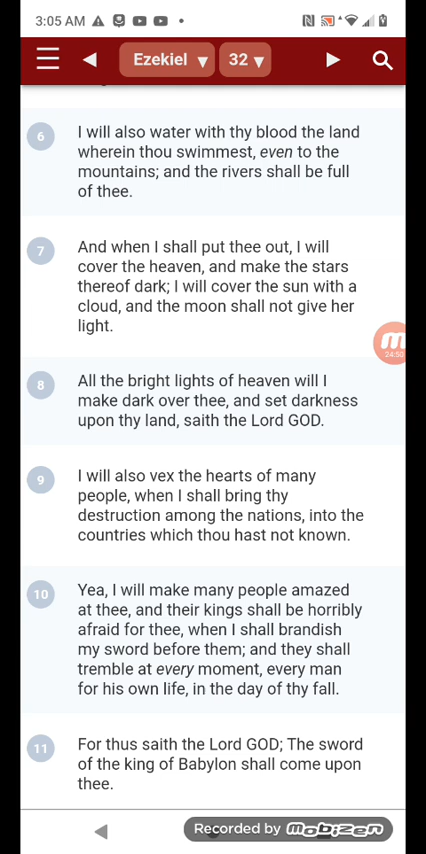 3:05 AM
Ezekiel ▼ 32 ▼
6
I will also water with thy blood the land
wherein thou swimmest, even to the
mountains; and the rivers shall be full
of thee.
7
And when I shall put thee out, I will
cover the heaven, and make the stars
thereof dark; I will cover the sun with a
cloud, and the moon shall not give her
light.
m
24:50
8
All the bright lights of heaven will I
make dark over thee, and set darkness
upon thy land, saith the Lord GOD.
9
I will also vex the hearts of many
people, when I shall bring thy
destruction among the nations, into the
countries which thou hast not known.
10
Yea, I will make many people amazed
at thee, and their kings shall be horribly
afraid for thee, when I shall brandish
my sword before them; and they shall
tremble at every moment, every man
for his own life, in the day of thy fall.
11
For thus saith the Lord GOD; The sword
of the king of Babylon shall come upon
thee.
Recorded by mobizen